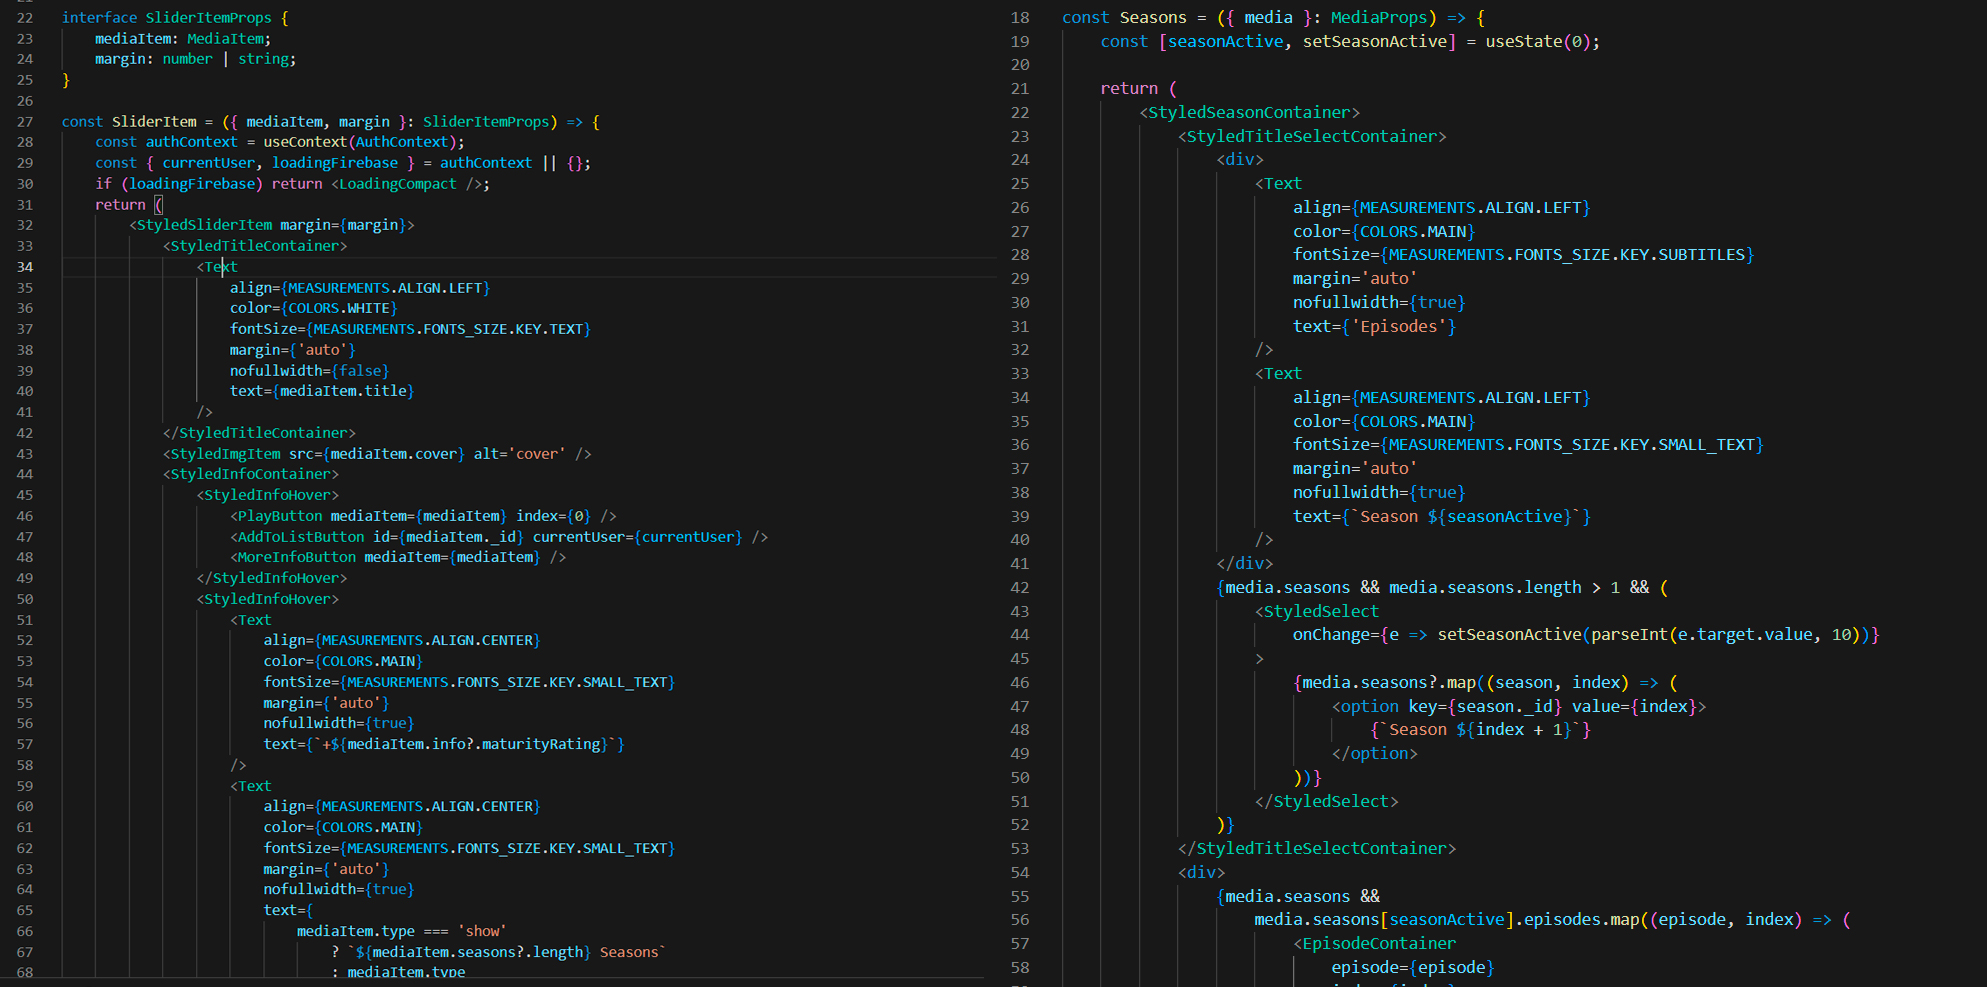 22 interface SliderItemProps {
23     mediaItem: MediaItem;
24     margin: number | string;
25 }
26
27 const SliderItem = ({ mediaItem, margin }: SliderItemProps) => {
28     const authContext = useContext(AuthContext);
29     const { currentUser, loadingFirebase } = authContext || {};
30     if (loadingFirebase) return <LoadingCompact />;
31     return (
32         <StyledSliderItem margin={margin}>
33             <StyledTitleContainer>
34                 <Text
35                     align={MEASUREMENTS.ALIGN.LEFT}
36                     color={COLORS.WHITE}
37                     fontSize={MEASUREMENTS.FONTS_SIZE.KEY.TEXT}
38                     margin={'auto'}
39                     nofullwidth={false}
40                     text={mediaItem.title}
41                 />
42             </StyledTitleContainer>
43             <StyledImgItem src={mediaItem.cover} alt='cover' />
44             <StyledInfoContainer>
45                 <StyledInfoHover>
46                     <PlayButton mediaItem={mediaItem} index={0} />
47                     <AddToListButton id={mediaItem._id} currentUser={currentUser} />
48                     <MoreInfoButton mediaItem={mediaItem} />
49                 </StyledInfoHover>
50                 <StyledInfoHover>
51                     <Text
52                         align={MEASUREMENTS.ALIGN.CENTER}
53                         color={COLORS.MAIN}
54                         fontSize={MEASUREMENTS.FONTS_SIZE.KEY.SMALL_TEXT}
55                         margin={'auto'}
56                         nofullwidth={true}
57                         text={`+${mediaItem.info?.maturityRating}`}
58                     />
59                     <Text
60                         align={MEASUREMENTS.ALIGN.CENTER}
61                         color={COLORS.MAIN}
62                         fontSize={MEASUREMENTS.FONTS_SIZE.KEY.SMALL_TEXT}
63                         margin={'auto'}
64                         nofullwidth={true}
65                         text={
66                             mediaItem.type === 'show'
67                                 ? `${mediaItem.seasons?.length} Seasons`
68                                 : mediaItem.type
18 const Seasons = ({ media }: MediaProps) => {
19     const [seasonActive, setSeasonActive] = useState(0);
20
21     return (
22         <StyledSeasonContainer>
23             <StyledTitleSelectContainer>
24                 <div>
25                     <Text
26                         align={MEASUREMENTS.ALIGN.LEFT}
27                         color={COLORS.MAIN}
28                         fontSize={MEASUREMENTS.FONTS_SIZE.KEY.SUBTITLES}
29                         margin='auto'
30                         nofullwidth={true}
31                         text={'Episodes'}
32                     />
33                     <Text
34                         align={MEASUREMENTS.ALIGN.LEFT}
35                         color={COLORS.MAIN}
36                         fontSize={MEASUREMENTS.FONTS_SIZE.KEY.SMALL_TEXT}
37                         margin='auto'
38                         nofullwidth={true}
39                         text={`Season ${seasonActive}`}
40                     />
41                 </div>
42                 {media.seasons && media.seasons.length > 1 && (
43                     <StyledSelect
44                         onChange={e => setSeasonActive(parseInt(e.target.value, 10))}
45                     >
46                         {media.seasons?.map((season, index) => (
47                             <option key={season._id} value={index}>
48                                 {`Season ${index + 1}`}
49                             </option>
50                         ))}
51                     </StyledSelect>
52                 )}
53             </StyledTitleSelectContainer>
54             <div>
55                 {media.seasons &&
56                     media.seasons[seasonActive].episodes.map((episode, index) => (
57                         <EpisodeContainer
58                             episode={episode}